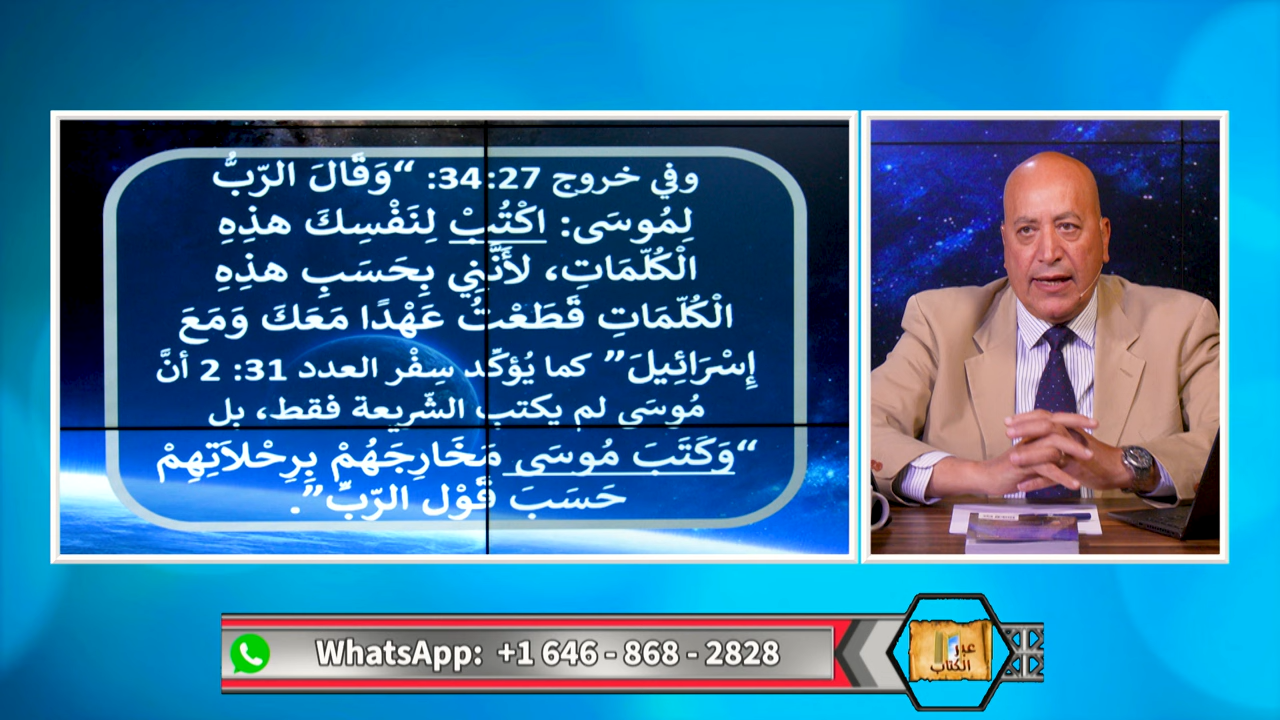 وفي خروج 34:27: “وَقَالَ الرّبُّ
لِمُوسَى: اكْتُبْ لِنَفْسِكَ هذِهِ
الْكَلِمَاتِ، لأَنَّنِي بِحَسَبِ هذِهِ
الْكَلِمَاتِ قَطَعْتُ عَهْدًا مَعَكَ وَمَعَ
إِسْرَائِيلَ” كما يُؤكّد سِفْر العدد 31: 2 أنَّ
مُوسَى لم يكتب الشّريعة فقط، بل
“وَكَتَبَ مُوسَى مَخَارِجَهُمْ بِرِحْلاَتِهِمْ
حَسَبَ قَوْل الرّبِّ”.
WhatsApp: +1 646 - 868 - 2828
عبر
الكتاب